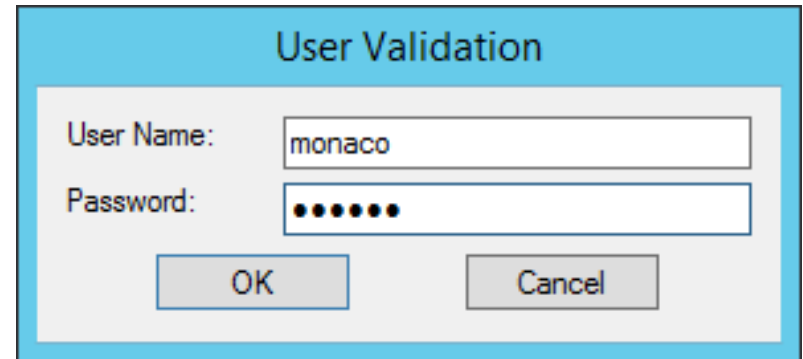 User Validation
User Name: monaco
Password: ●●●●●●
OK Cancel